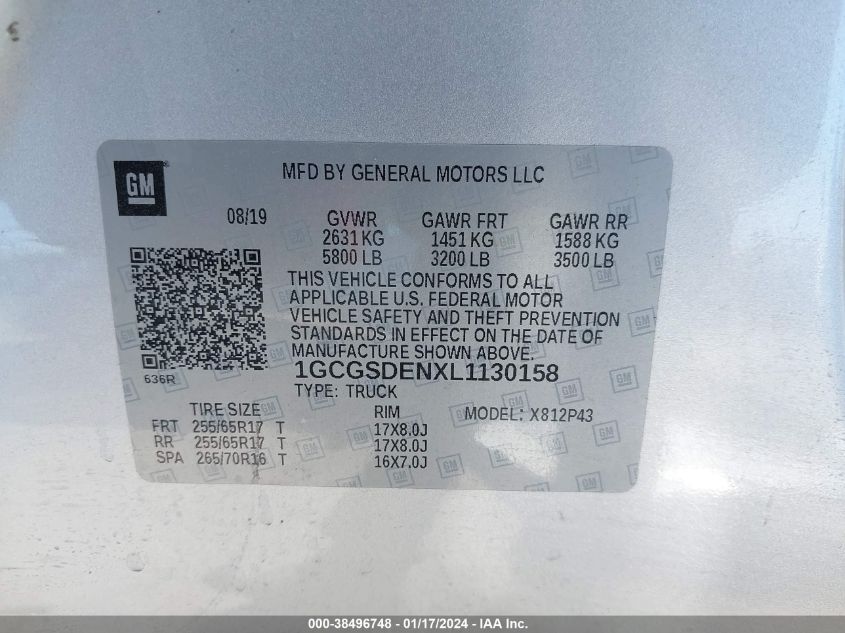 GM
MFD BY GENERAL MOTORS LLC
08/19 GVWR GAWR FRT GAWR RR
2631 KG 1451 KG 1588 KG
5800 LB 3200 LB 3500 LB
THIS VEHICLE CONFORMS TO ALL
APPLICABLE U.S. FEDERAL MOTOR
VEHICLE SAFETY AND THEFT PREVENTION
STANDARDS IN EFFECT ON THE DATE OF
MANUFACTURE SHOWN ABOVE.
636R
1GCGSDENXL1130158
TYPE: TRUCK
TIRE SIZE RIM MODEL: X812P43
FRT 255/65R17 T 17X8.0J
RR 255/65R17 T 17X8.0J
SPA 265/70R16 T 16X7.0J
000-38496748 - 01/17/2024 - IAA Inc.